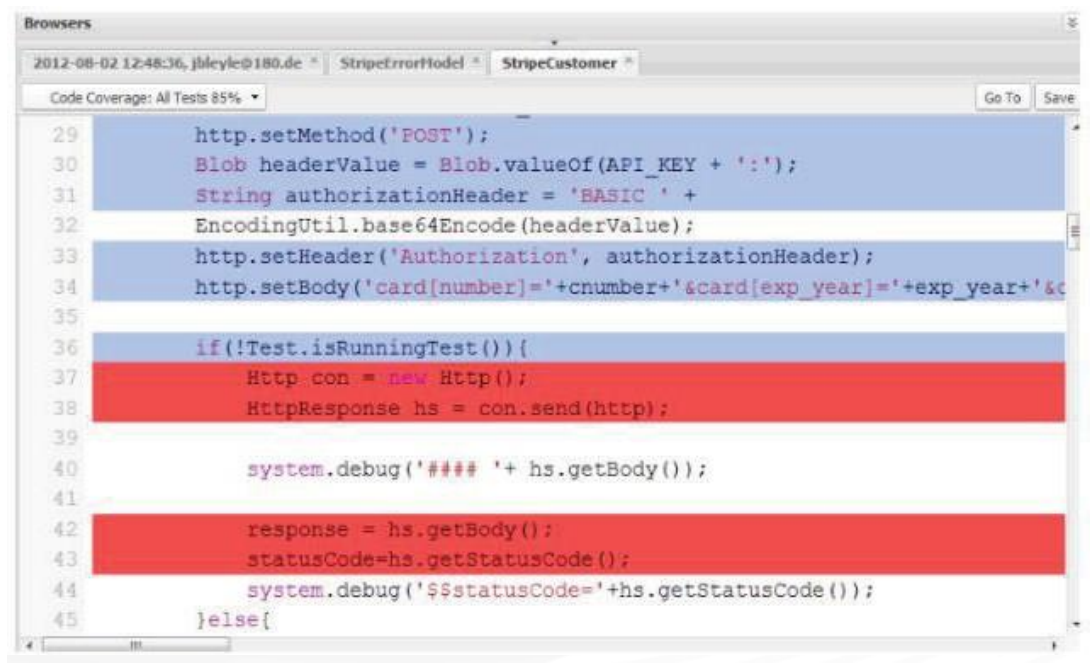 Browsers
2012-08-02 12:48:36, jbleyle@180.de StripeErrorModel StripeCustomer
Code Coverage: All Tests 85% Go To Save
29 http.setMethod('POST');
30 Blob headerValue = Blob.valueOf(API_KEY + ':');
31 String authorizationHeader = 'BASIC ' +
32 EncodingUtil.base64Encode(headerValue);
33 http.setHeader('Authorization', authorizationHeader);
34 http.setBody('card[number]='+cnumber+'&card[exp_year]='+exp_year+'&c
35
36 if(!Test.isRunningTest()){
37 Http con = new Http();
38 HttpResponse hs = con.send(http);
39
40 system.debug('#### '+ hs.getBody());
41
42 response = hs.getBody();
43 statusCode=hs.getStatusCode();
44 system.debug('$$statusCode='+hs.getStatusCode());
45 }else{